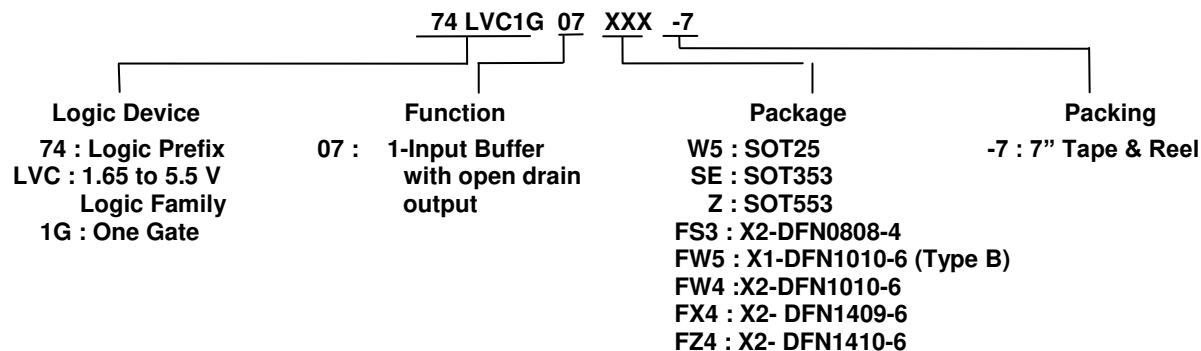 74 LVC1G 07 XXX -7
Logic Device Function Package Packing
74 : Logic Prefix 07 : 1-Input Buffer W5 : SOT25 -7 : 7” Tape & Reel
LVC : 1.65 to 5.5 V with open drain SE : SOT353
Logic Family output Z : SOT553
1G : One Gate FS3 : X2-DFN0808-4
FW5 : X1-DFN1010-6 (Type B)
FW4 :X2-DFN1010-6
FX4 : X2- DFN1409-6
FZ4 : X2- DFN1410-6